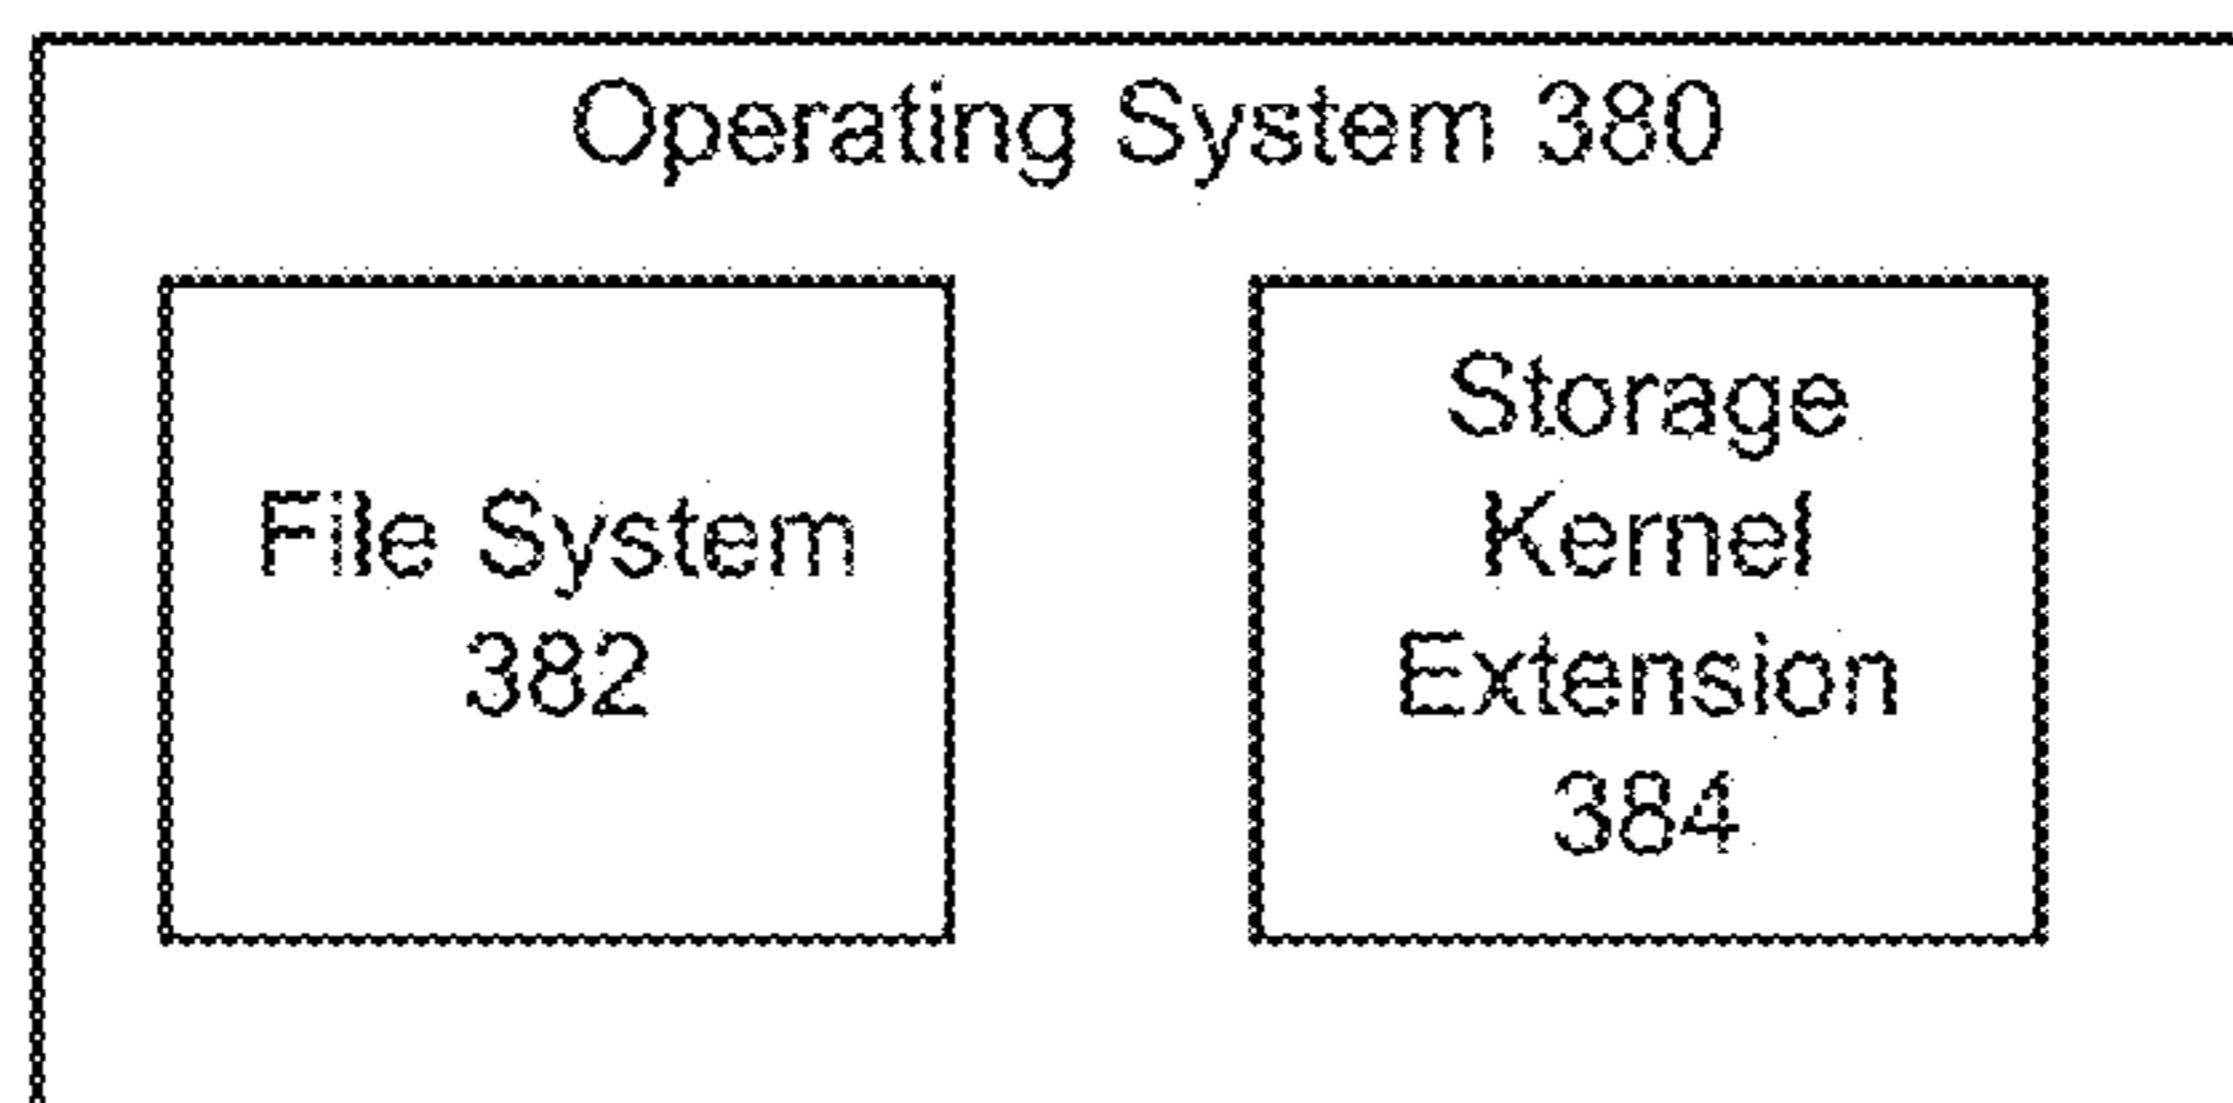 Operating System 380
File System
382
Storage
Kernel
Extension
384